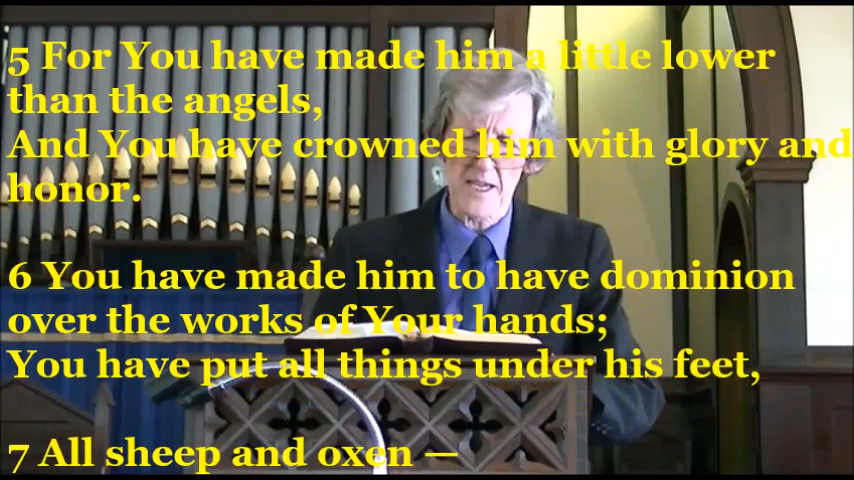 5 For You have made him a little lower
than the angels,
And You have crowned him with glory and
honor.
6 You have made him to have dominion
over the works of Your hands;
You have put all things under his feet,
7 All sheep and oxen —